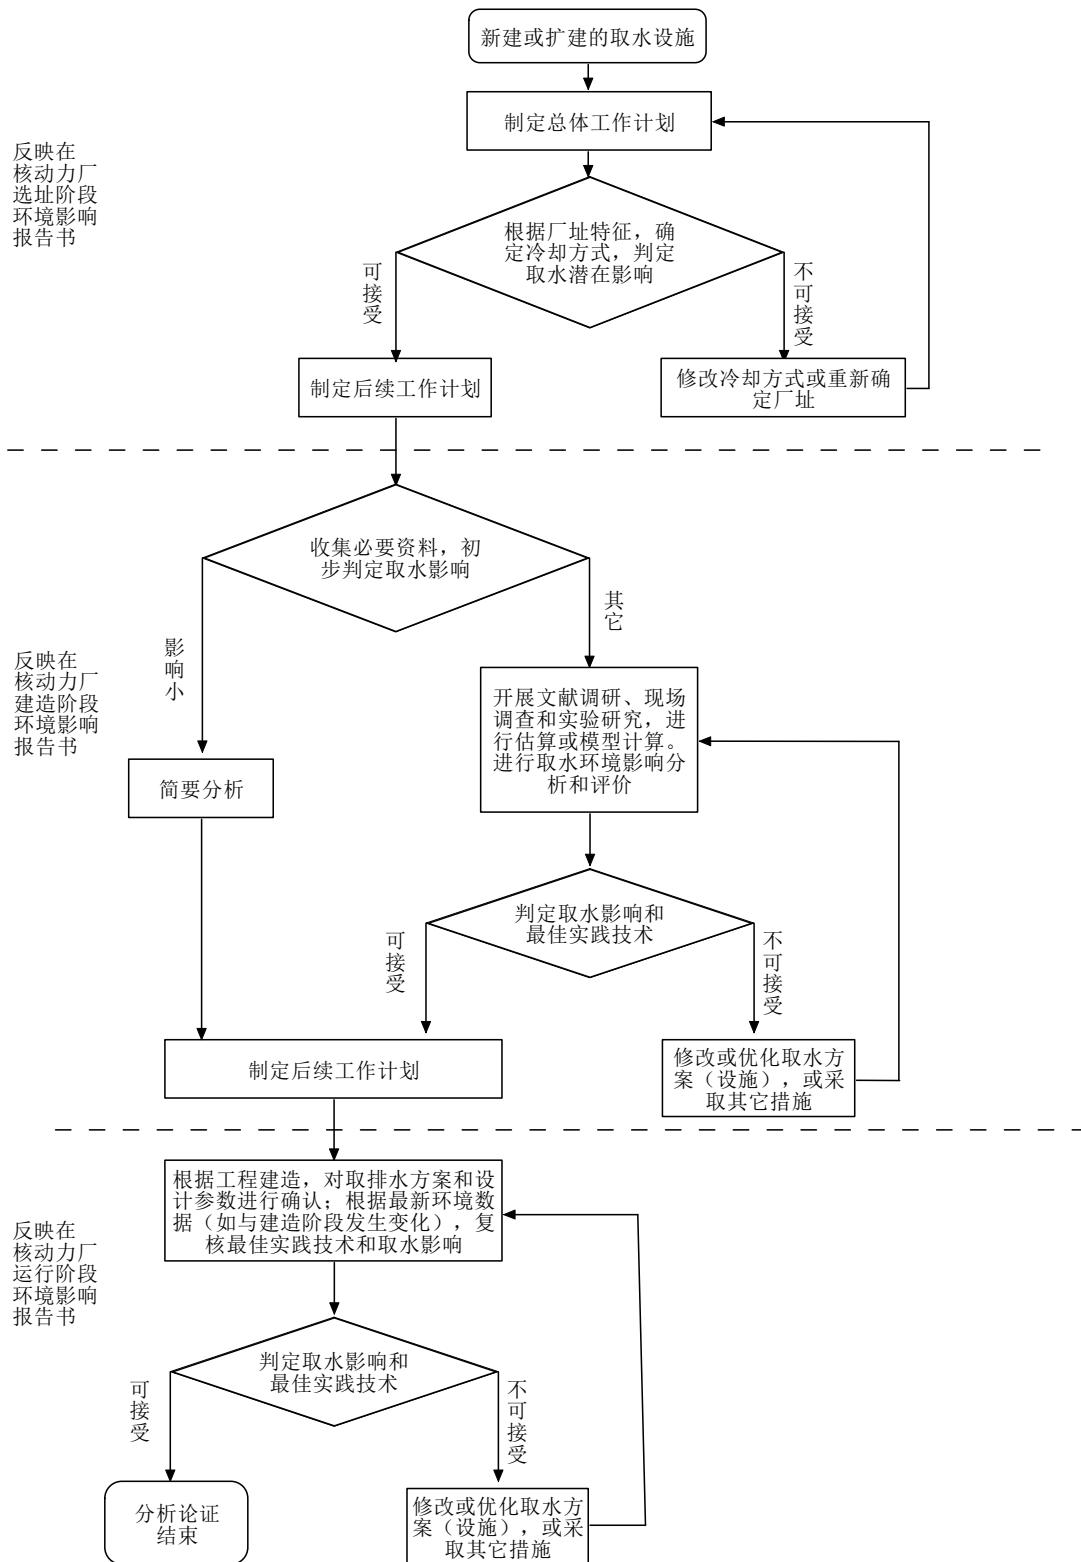 新建或扩建的取水设施
制定总体工作计划
反映在
核动力厂
选址阶段
环境影响
报告书
根据厂址特征，确
定冷却方式，判定
取水潜在影响
可接受
不可接受
制定后续工作计划
修改冷却方式或重新确
定厂址
收集必要资料，初
步判定取水影响
其它
影响小
反映在
核动力厂
建造阶段
环境影响
报告书
开展文献调研、现场
调查和实验研究，进
行估算或模型计算。
进行取水环境影响分
析和评价
简要分析
判定取水影响和
最佳实践技术
可接受
不可接受
制定后续工作计划
修改或优化取水方
案（设施），或采
取其它措施
根据工程建造，对取排水方案和设
计参数进行确认；根据最新环境数
据（如与建造阶段发生变化），复
核最佳实践技术和取水影响
反映在
核动力厂
运行阶段
环境影响
报告书
判定取水影响和
最佳实践技术
可接受
不可接受
分析论证
结束
修改或优化取水方
案（设施），或采
取其它措施